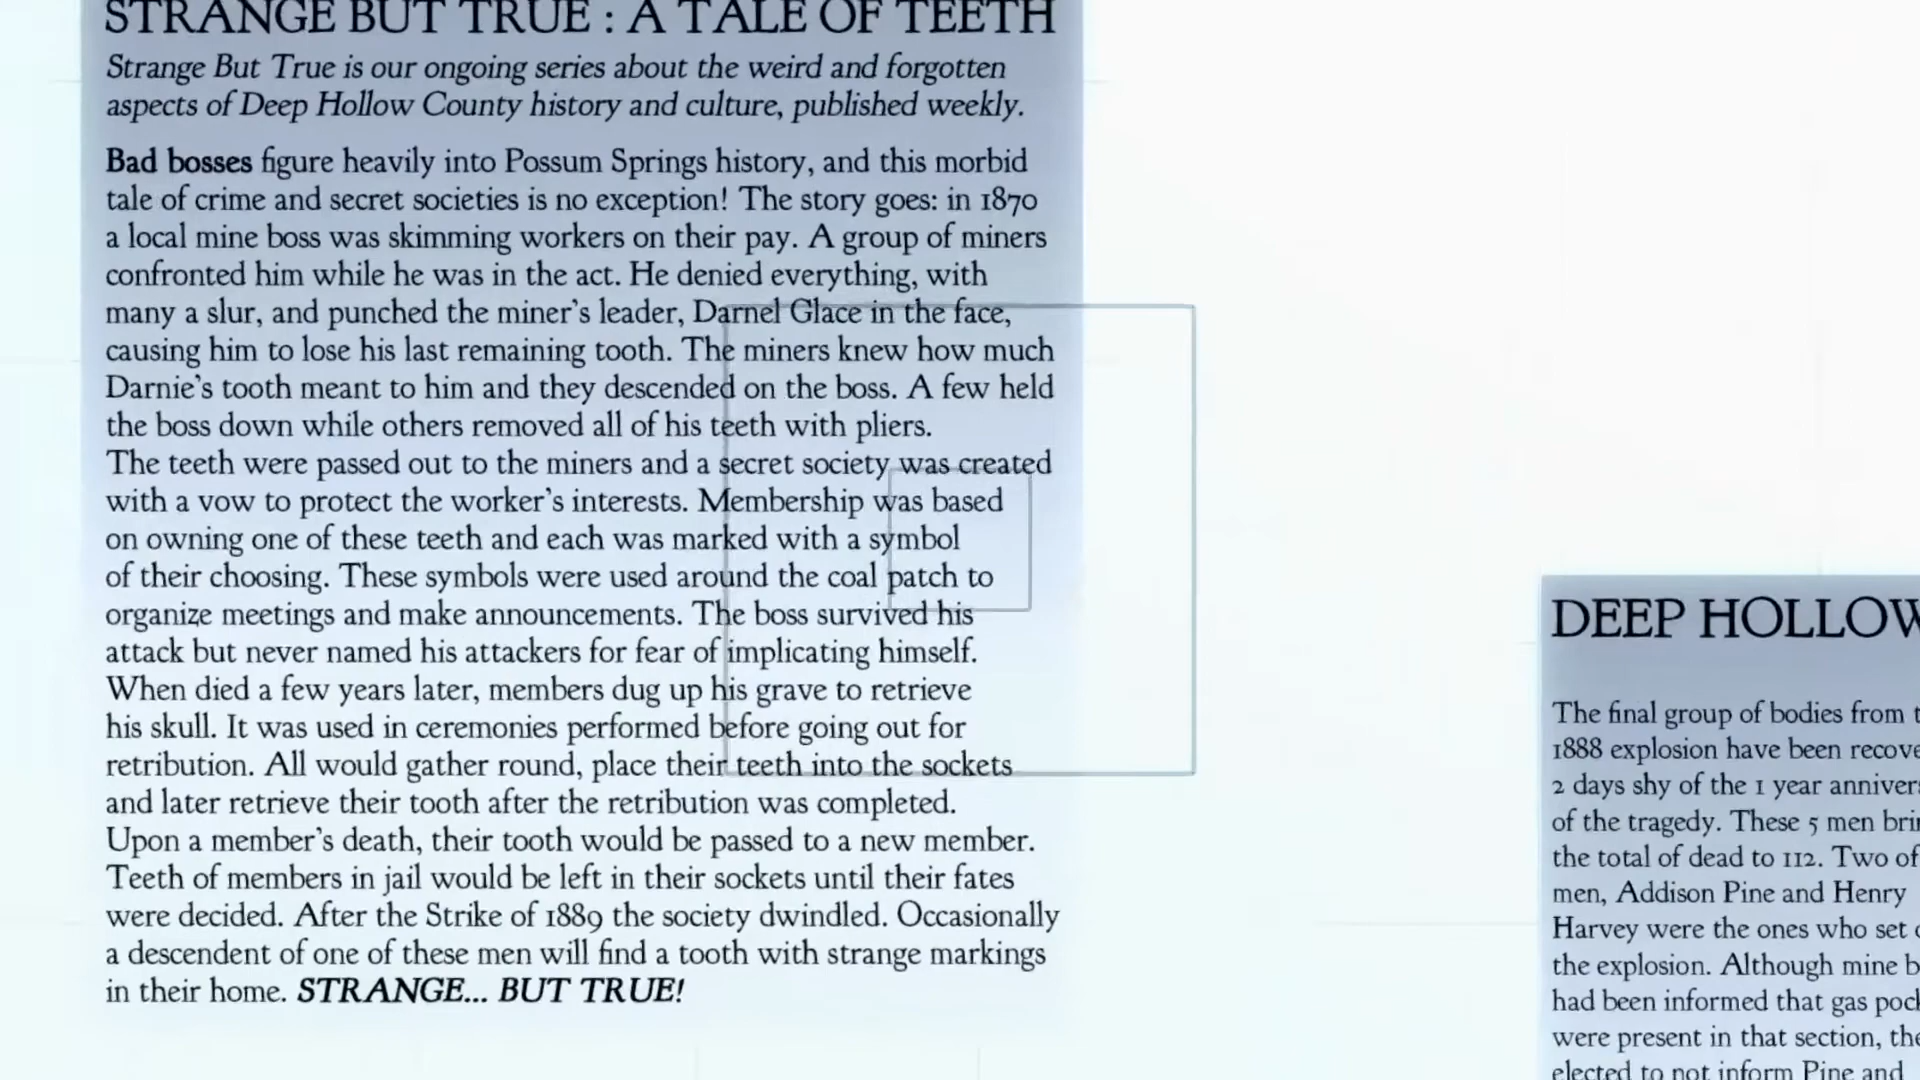 STRANGE BUT TRUE : A TALE OF TEETH
Strange But True is our ongoing series about the weird and forgotten
aspects of Deep Hollow County history and culture, published weekly.
Bad bosses figure heavily into Possum Springs history, and this morbid
tale of crime and secret societies is no exception! The story goes: in 1870
a local mine boss was skimming workers on their pay. A group of miners
confronted him while he was in the act. He denied everything, with
many a slur, and punched the miner's leader, Darnel Glace in the face,
causing him to lose his last remaining tooth. The miners knew how much
Darnie's tooth meant to him and they descended on the boss. A few held
the boss down while others removed all of his teeth with pliers.
The teeth were passed out to the miners and a secret society was created
with a vow to protect the worker's interests. Membership was based
on owning one of these teeth and each was marked with a symbol
of their choosing. These symbols were used around the coal patch to
organize meetings and make announcements. The boss survived his
attack but never named his attackers for fear of implicating himself.
When died a few years later, members dug up his grave to retrieve
his skull. It was used in ceremonies performed before going out for
retribution. All would gather round, place their teeth into the sockets
and later retrieve their tooth after the retribution was completed.
Upon a member's death, their tooth would be passed to a new member.
Teeth of members in jail would be left in their sockets until their fates
were decided. After the Strike of 1889 the society dwindled. Occasionally
a descendent of one of these men will find a tooth with strange markings
in their home. STRANGE... BUT TRUE!
DEEP HOLLOW
The final group of bodies from
1888 explosion have been
2 days shy of the 1 year
of the tragedy. These 5 men
the total of dead to 112. Two of
men, Addison Pine and Henry
Harvey were the ones who set
the explosion. Although mine
had been informed that gas
were present in that section,
elected to not inform Pine and